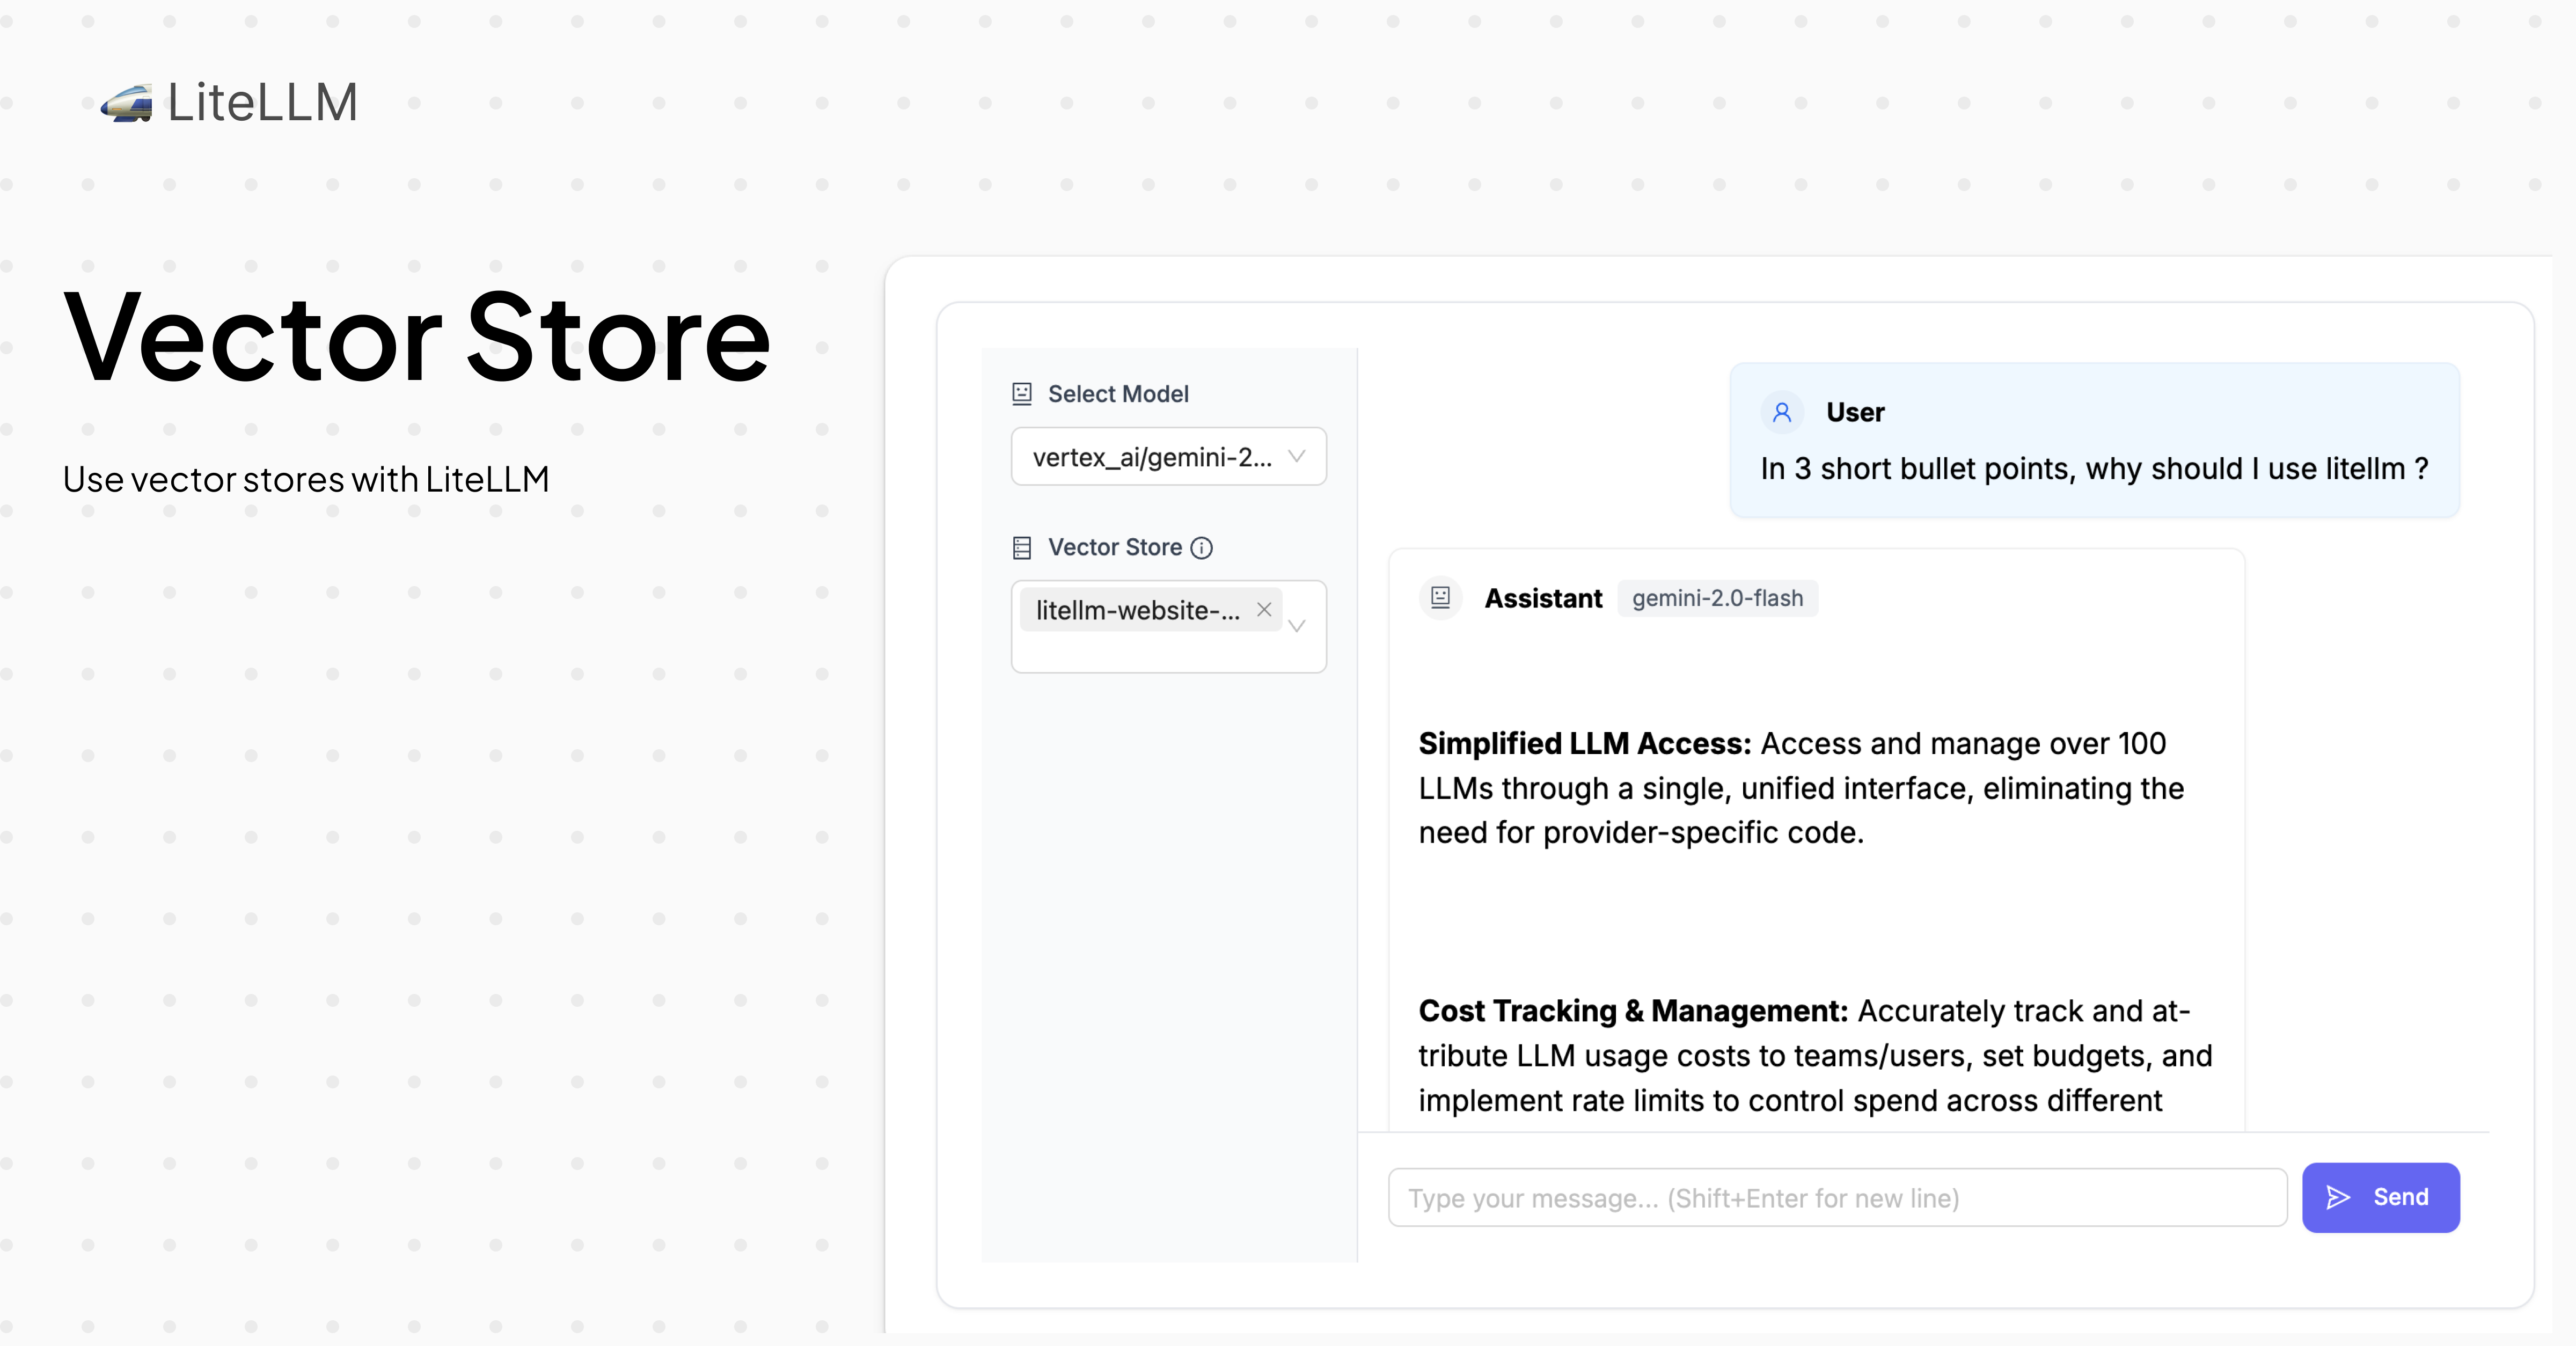 LiteLLM
Vector Store
Use vector stores with LiteLLM
Select Model
vertex_ai/gemini-2...
Vector Store
litellm-website-...
User
In 3 short bullet points, why should I use litellm ?
Assistant gemini-2.0-flash
Simplified LLM Access: Access and manage over 100
LLMs through a single, unified interface, eliminating the
need for provider-specific code.
Cost Tracking & Management: Accurately track and at-
tribute LLM usage costs to teams/users, set budgets, and
implement rate limits to control spend across different
Type your message... (Shift+Enter for new line)
Send